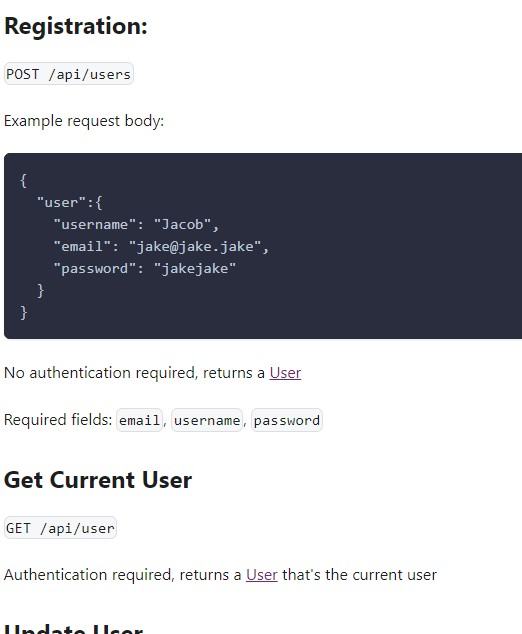 Registration:
POST /api/users
Example request body:
{
  "user":{
    "username": "Jacob",
    "email": "jake@jake.jake",
    "password": "jakejake"
  }
}
No authentication required, returns a User
Required fields: email, username, password
Get Current User
GET /api/user
Authentication required, returns a User that's the current user
Update User